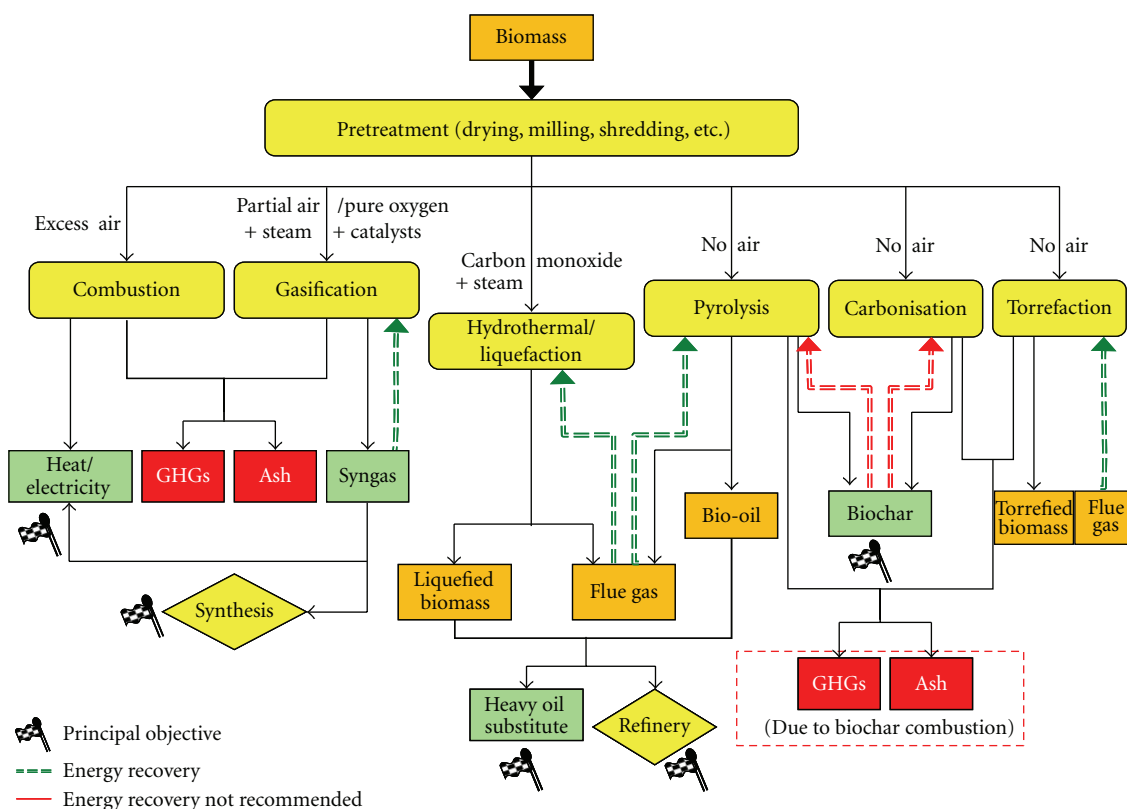 Biomass
Pretreatment (drying, milling, shredding, etc.)
Excess air
Partial air /pure oxygen
+ steam + catalysts
Carbon monoxide
+ steam
No air
No air
No air
Combustion
Gasification
Hydrothermal/
liquefaction
Pyrolysis
Carbonisation
Torrefaction
Heat/
electricity
GHGs
Ash
Syngas
Bio-oil
Biochar
Torrefied
biomass
Flue
gas
Synthesis
Liquefied
biomass
Flue gas
Heavy oil
substitute
Refinery
GHGs
Ash
(Due to biochar combustion)
Principal objective
Energy recovery
Energy recovery not recommended